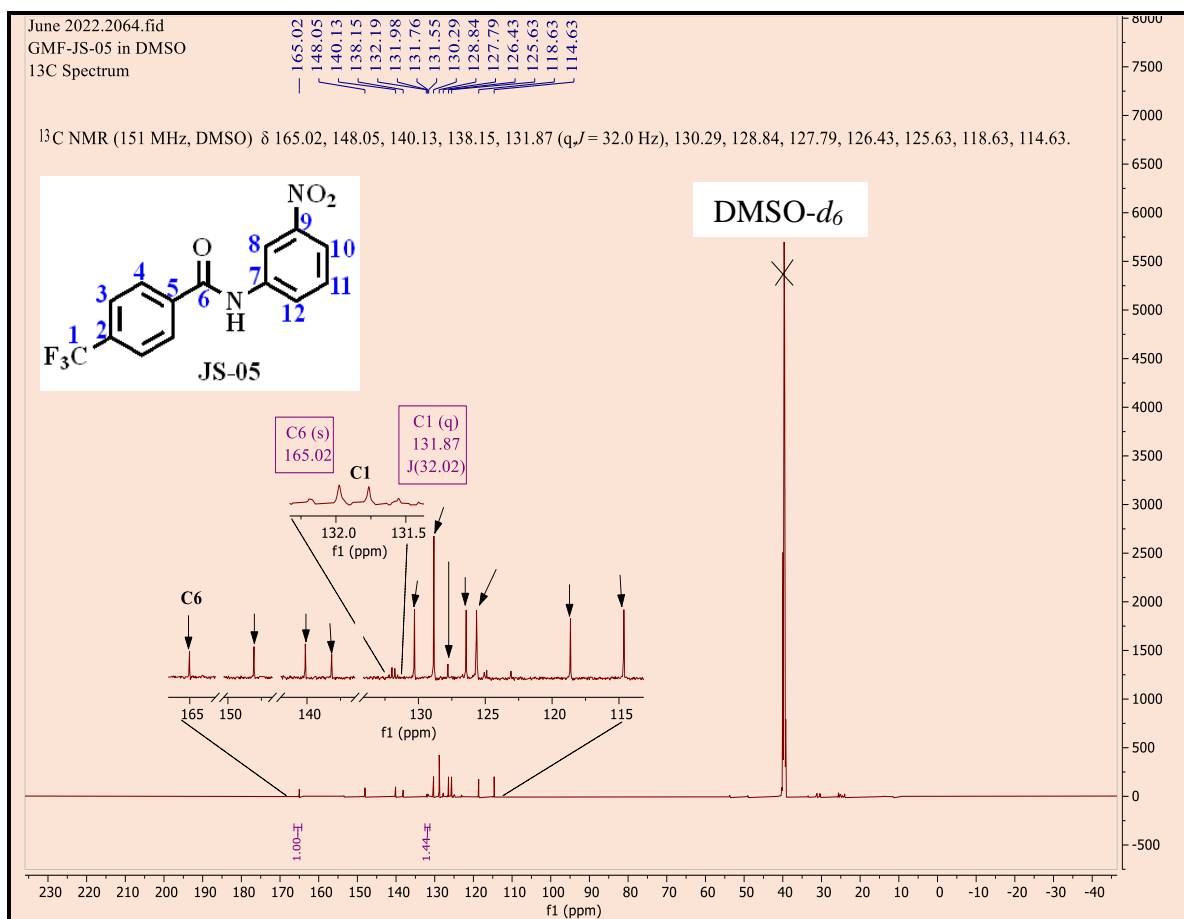 June 2022.2064.fid
GMF-JS-05 in DMSO
13C Spectrum
165.02
148.05
140.13
138.15
132.19
131.98
131.76
131.55
130.29
128.84
127.79
126.43
125.63
118.63
114.63
¹³C NMR (151 MHz, DMSO) δ 165.02, 148.05, 140.13, 138.15, 131.87 (q, J = 32.0 Hz), 130.29, 128.84, 127.79, 126.43, 125.63, 118.63, 114.63.
NO₂
9
8
10
O
4
7
11
3
5
6
N
H
12
1
2
F₃C
JS-05
DMSO-d₆
C6 (s)
165.02
C1 (q)
131.87
J(32.02)
C1
132.0 131.5
f1 (ppm)
C6
165 150 140 130 125 120 115
f1 (ppm)
1.00
1.44
8000
7500
7000
6500
6000
5500
5000
4500
4000
3500
3000
2500
2000
1500
1000
500
0
-500
230 220 210 200 190 180 170 160 150 140 130 120 110 100 90 80 70 60 50 40 30 20 10 0 -10 -20 -30 -40
f1 (ppm)